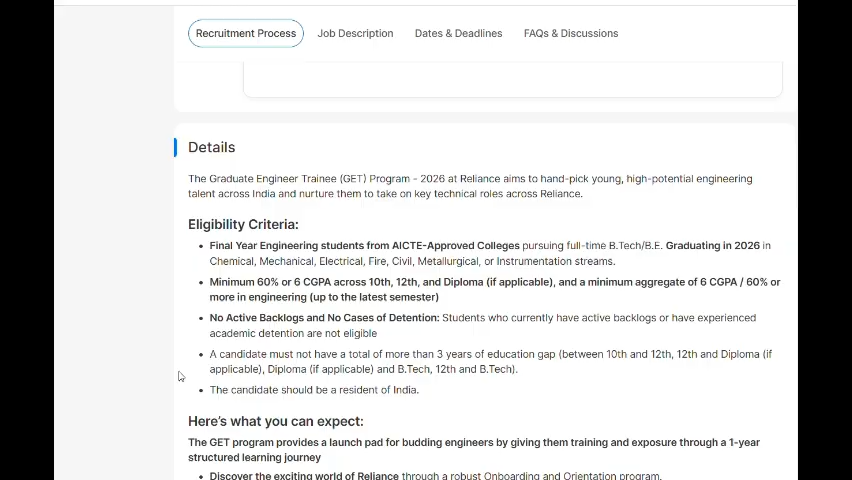 Recruitment Process Job Description Dates & Deadlines FAQs & Discussions
Details
The Graduate Engineer Trainee (GET) Program - 2026 at Reliance aims to hand-pick young, high-potential engineering
talent across India and nurture them to take on key technical roles across Reliance.
Eligibility Criteria:
• Final Year Engineering students from AICTE-Approved Colleges pursuing full-time B.Tech/B.E. Graduating in 2026 in
Chemical, Mechanical, Electrical, Fire, Civil, Metallurgical, or Instrumentation streams.
• Minimum 60% or 6 CGPA across 10th, 12th, and Diploma (if applicable), and a minimum aggregate of 6 CGPA / 60% or
more in engineering (up to the latest semester)
• No Active Backlogs and No Cases of Detention: Students who currently have active backlogs or have experienced
academic detention are not eligible
• A candidate must not have a total of more than 3 years of education gap (between 10th and 12th, 12th and Diploma (if
applicable), Diploma (if applicable) and B.Tech, 12th and B.Tech).
• The candidate should be a resident of India.
Here's what you can expect:
The GET program provides a launch pad for budding engineers by giving them training and exposure through a 1-year
structured learning journey
• Discover the exciting world of Reliance through a robust Onboarding and Orientation program.